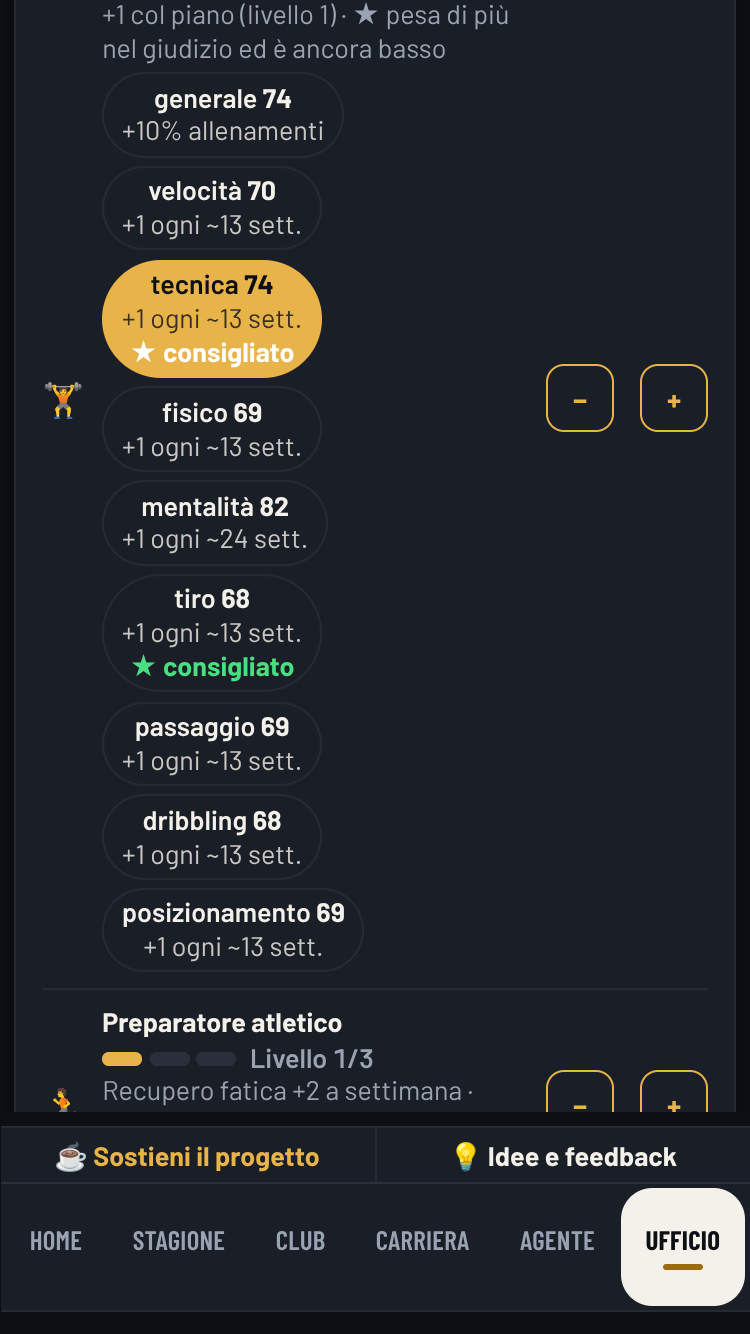 +1 col piano (livello 1) · ★ pesa di più
nel giudizio ed è ancora basso
generale 74
+10% allenamenti
velocità 70
+1 ogni ~13 sett.
tecnica 74
+1 ogni ~13 sett.
★ consigliato
fisico 69
+1 ogni ~13 sett.
mentalità 82
+1 ogni ~24 sett.
tiro 68
+1 ogni ~13 sett.
★ consigliato
passaggio 69
+1 ogni ~13 sett.
dribbling 68
+1 ogni ~13 sett.
posizionamento 69
+1 ogni ~13 sett.
− +
Preparatore atletico
Livello 1/3
Recupero fatica +2 a settimana ·
− +
Sostieni il progetto
Idee e feedback
HOME STAGIONE CLUB CARRIERA AGENTE UFFICIO